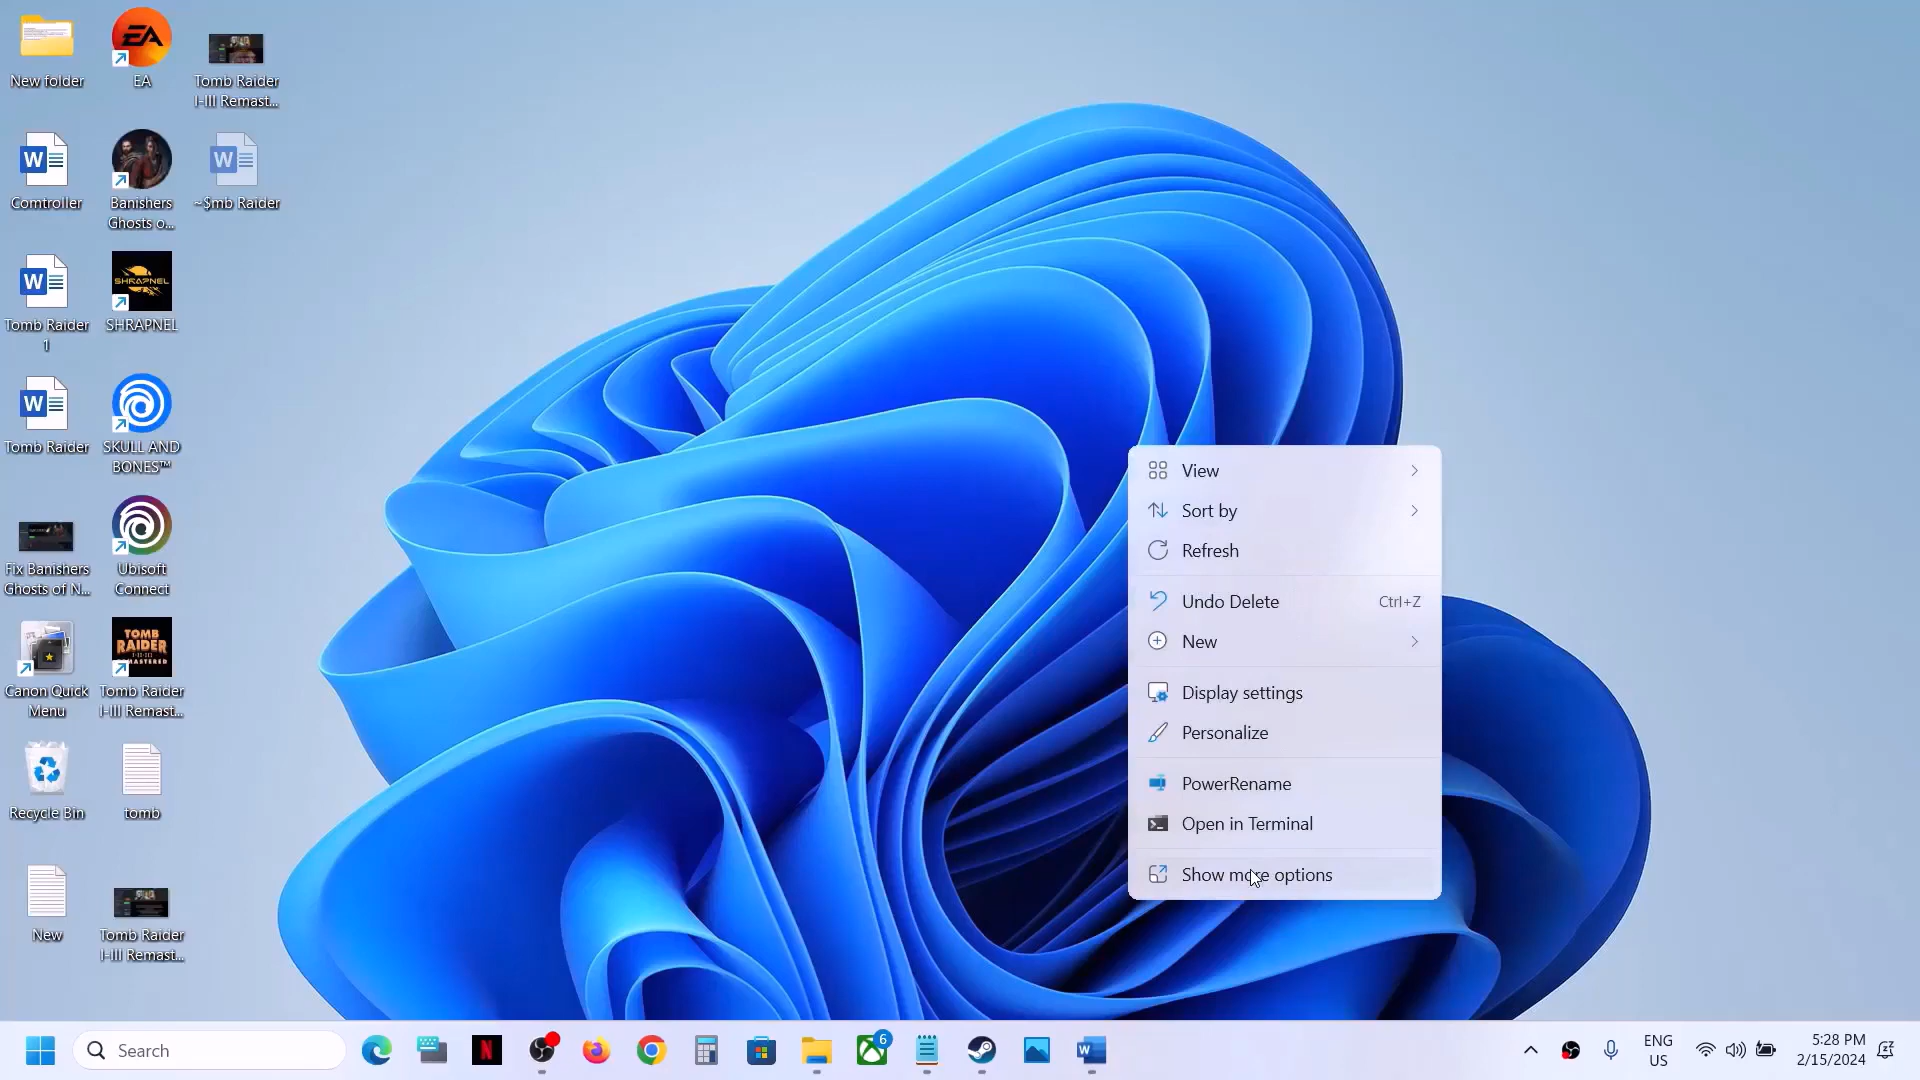 New folder
EA
Tomb Raider
I-III Remast...
Comtroller
Banishers
Ghosts o...
~$mb Raider
Tomb Raider
1
SHRAPNEL
SHRAPNEL
Tomb Raider
SKULL AND
BONES™
Fix Banishers
Ghosts of N...
Ubisoft
Connect
Canon Quick
Menu
TOMB
RAIDER
Tomb Raider
I-III Remast...
Recycle Bin
tomb
New
Tomb Raider
I-III Remast...
View
Sort by
Refresh
Undo Delete Ctrl+Z
New
Display settings
Personalize
PowerRename
Open in Terminal
Show more options
Search
6
ENG
US
5:28 PM
2/15/2024